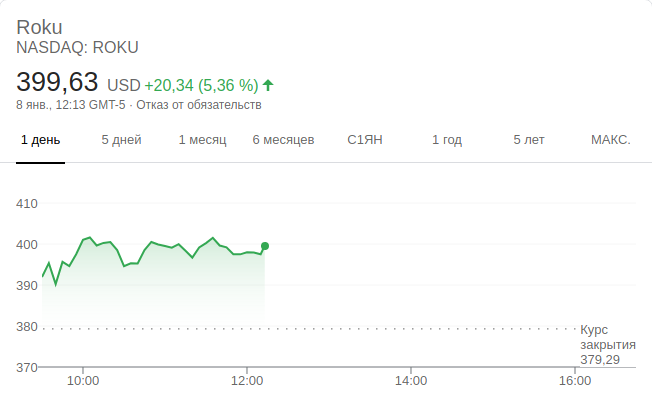 Roku
NASDAQ: ROKU
399,63 USD +20,34 (5,36 %)
8 янв., 12:13 GMT-5 · Отказ от обязательств
1 день 5 дней 1 месяц 6 месяцев С1ЯН 1 год 5 лет МАКС.
410
400
390
380
Курс
закрытия
379,29
370
10:00 12:00 14:00 16:00